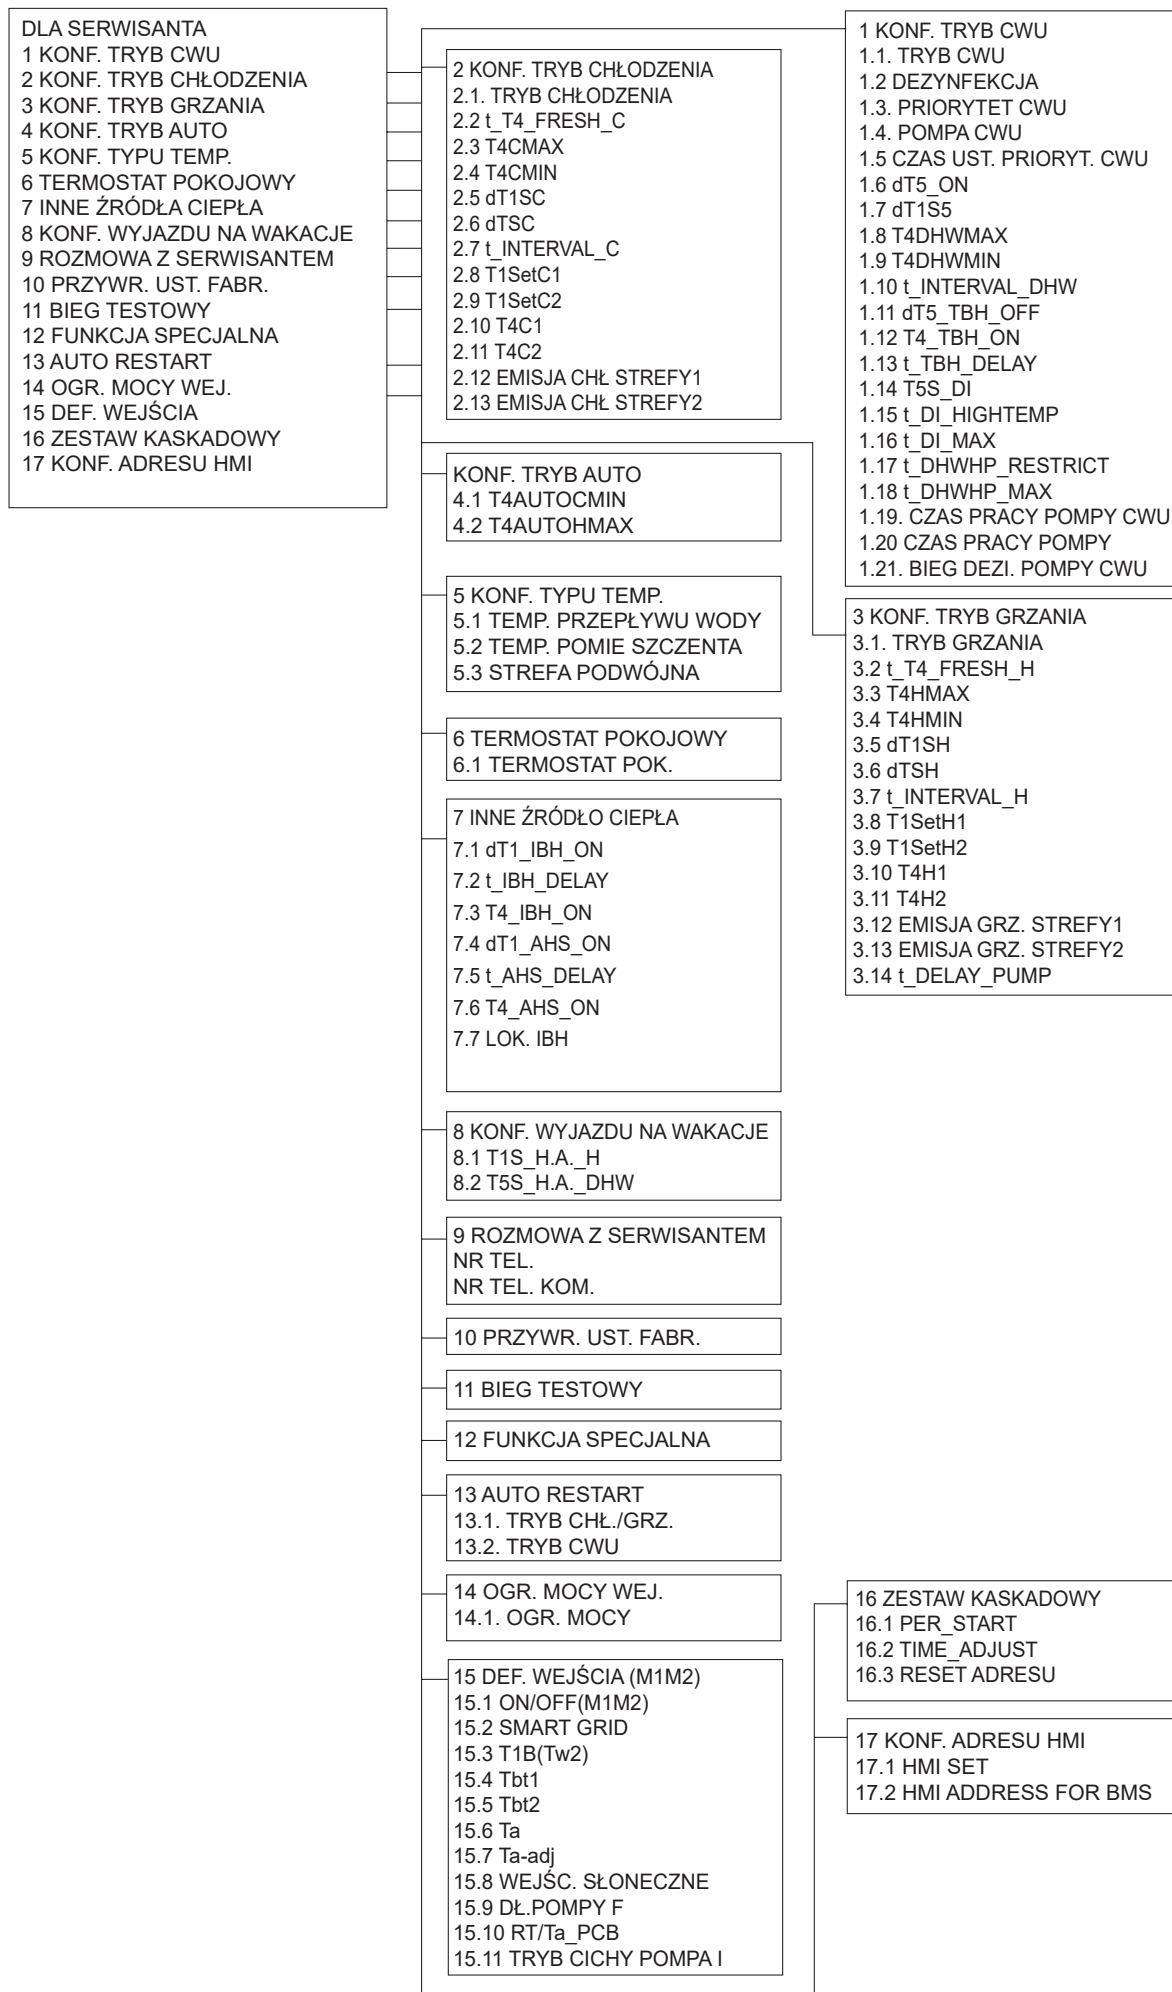 DLA SERWISANTA
1 KONF. TRYB CWU
2 KONF. TRYB CHŁODZENIA
3 KONF. TRYB GRZANIA
4 KONF. TRYB AUTO
5 KONF. TYPU TEMP.
6 TERMOSTAT POKOJOWY
7 INNE ŹRÓDŁA CIEPŁA
8 KONF. WYJAZDU NA WAKACJE
9 ROZMOWA Z SERWISANTEM
10 PRZYWR. UST. FABR.
11 BIEG TESTOWY
12 FUNKCJA SPECJALNA
13 AUTO RESTART
14 OGR. MOCY WEJ.
15 DEF. WEJŚCIA
16 ZESTAW KASKADOWY
17 KONF. ADRESU HMI
2 KONF. TRYB CHŁODZENIA
2.1. TRYB CHŁODZENIA
2.2 t_T4_FRESH_C
2.3 T4CMAX
2.4 T4CMIN
2.5 dT1SC
2.6 dTSC
2.7 t_INTERVAL_C
2.8 T1SetC1
2.9 T1SetC2
2.10 T4C1
2.11 T4C2
2.12 EMISJA CHŁ STREFY1
2.13 EMISJA CHŁ STREFY2
KONF. TRYB AUTO
4.1 T4AUTOCMIN
4.2 T4AUTOHMAX
5 KONF. TYPU TEMP.
5.1 TEMP. PRZEPŁYWU WODY
5.2 TEMP. POMIE SZCZENTA
5.3 STREFA PODWÓJNA
6 TERMOSTAT POKOJOWY
6.1 TERMOSTAT POK.
7 INNE ŹRÓDŁO CIEPŁA
7.1 dT1_IBH_ON
7.2 t_IBH_DELAY
7.3 T4_IBH_ON
7.4 dT1_AHS_ON
7.5 t_AHS_DELAY
7.6 T4_AHS_ON
7.7 LOK. IBH
8 KONF. WYJAZDU NA WAKACJE
8.1 T1S_H.A._H
8.2 T5S_H.A._DHW
9 ROZMOWA Z SERWISANTEM
NR TEL.
NR TEL. KOM.
10 PRZYWR. UST. FABR.
11 BIEG TESTOWY
12 FUNKCJA SPECJALNA
13 AUTO RESTART
13.1. TRYB CHŁ./GRZ.
13.2. TRYB CWU
14 OGR. MOCY WEJ.
14.1. OGR. MOCY
15 DEF. WEJŚCIA (M1M2)
15.1 ON/OFF(M1M2)
15.2 SMART GRID
15.3 T1B(Tw2)
15.4 Tbt1
15.5 Tbt2
15.6 Ta
15.7 Ta-adj
15.8 WEJŚC. SŁONECZNE
15.9 DŁ.POMPY F
15.10 RT/Ta_PCB
15.11 TRYB CICHY POMPA I
1 KONF. TRYB CWU
1.1. TRYB CWU
1.2 DEZYNFEKCJA
1.3. PRIORYTET CWU
1.4. POMPA CWU
1.5 CZAS UST. PRIORYT. CWU
1.6 dT5_ON
1.7 dT1S5
1.8 T4DHWMAX
1.9 T4DHWMIN
1.10 t_INTERVAL_DHW
1.11 dT5_TBH_OFF
1.12 T4_TBH_ON
1.13 t_TBH_DELAY
1.14 T5S_DI
1.15 t_DI_HIGHTEMP
1.16 t_DI_MAX
1.17 t_DHWHP_RESTRICT
1.18 t_DHWHP_MAX
1.19. CZAS PRACY POMPY CWU
1.20 CZAS PRACY POMPY
1.21. BIEG DEZI. POMPY CWU
3 KONF. TRYB GRZANIA
3.1. TRYB GRZANIA
3.2 t_T4_FRESH_H
3.3 T4HMAX
3.4 T4HMIN
3.5 dT1SH
3.6 dTSH
3.7 t_INTERVAL_H
3.8 T1SetH1
3.9 T1SetH2
3.10 T4H1
3.11 T4H2
3.12 EMISJA GRZ. STREFY1
3.13 EMISJA GRZ. STREFY2
3.14 t_DELAY_PUMP
16 ZESTAW KASKADOWY
16.1 PER_START
16.2 TIME_ADJUST
16.3 RESET ADRESU
17 KONF. ADRESU HMI
17.1 HMI SET
17.2 HMI ADDRESS FOR BMS